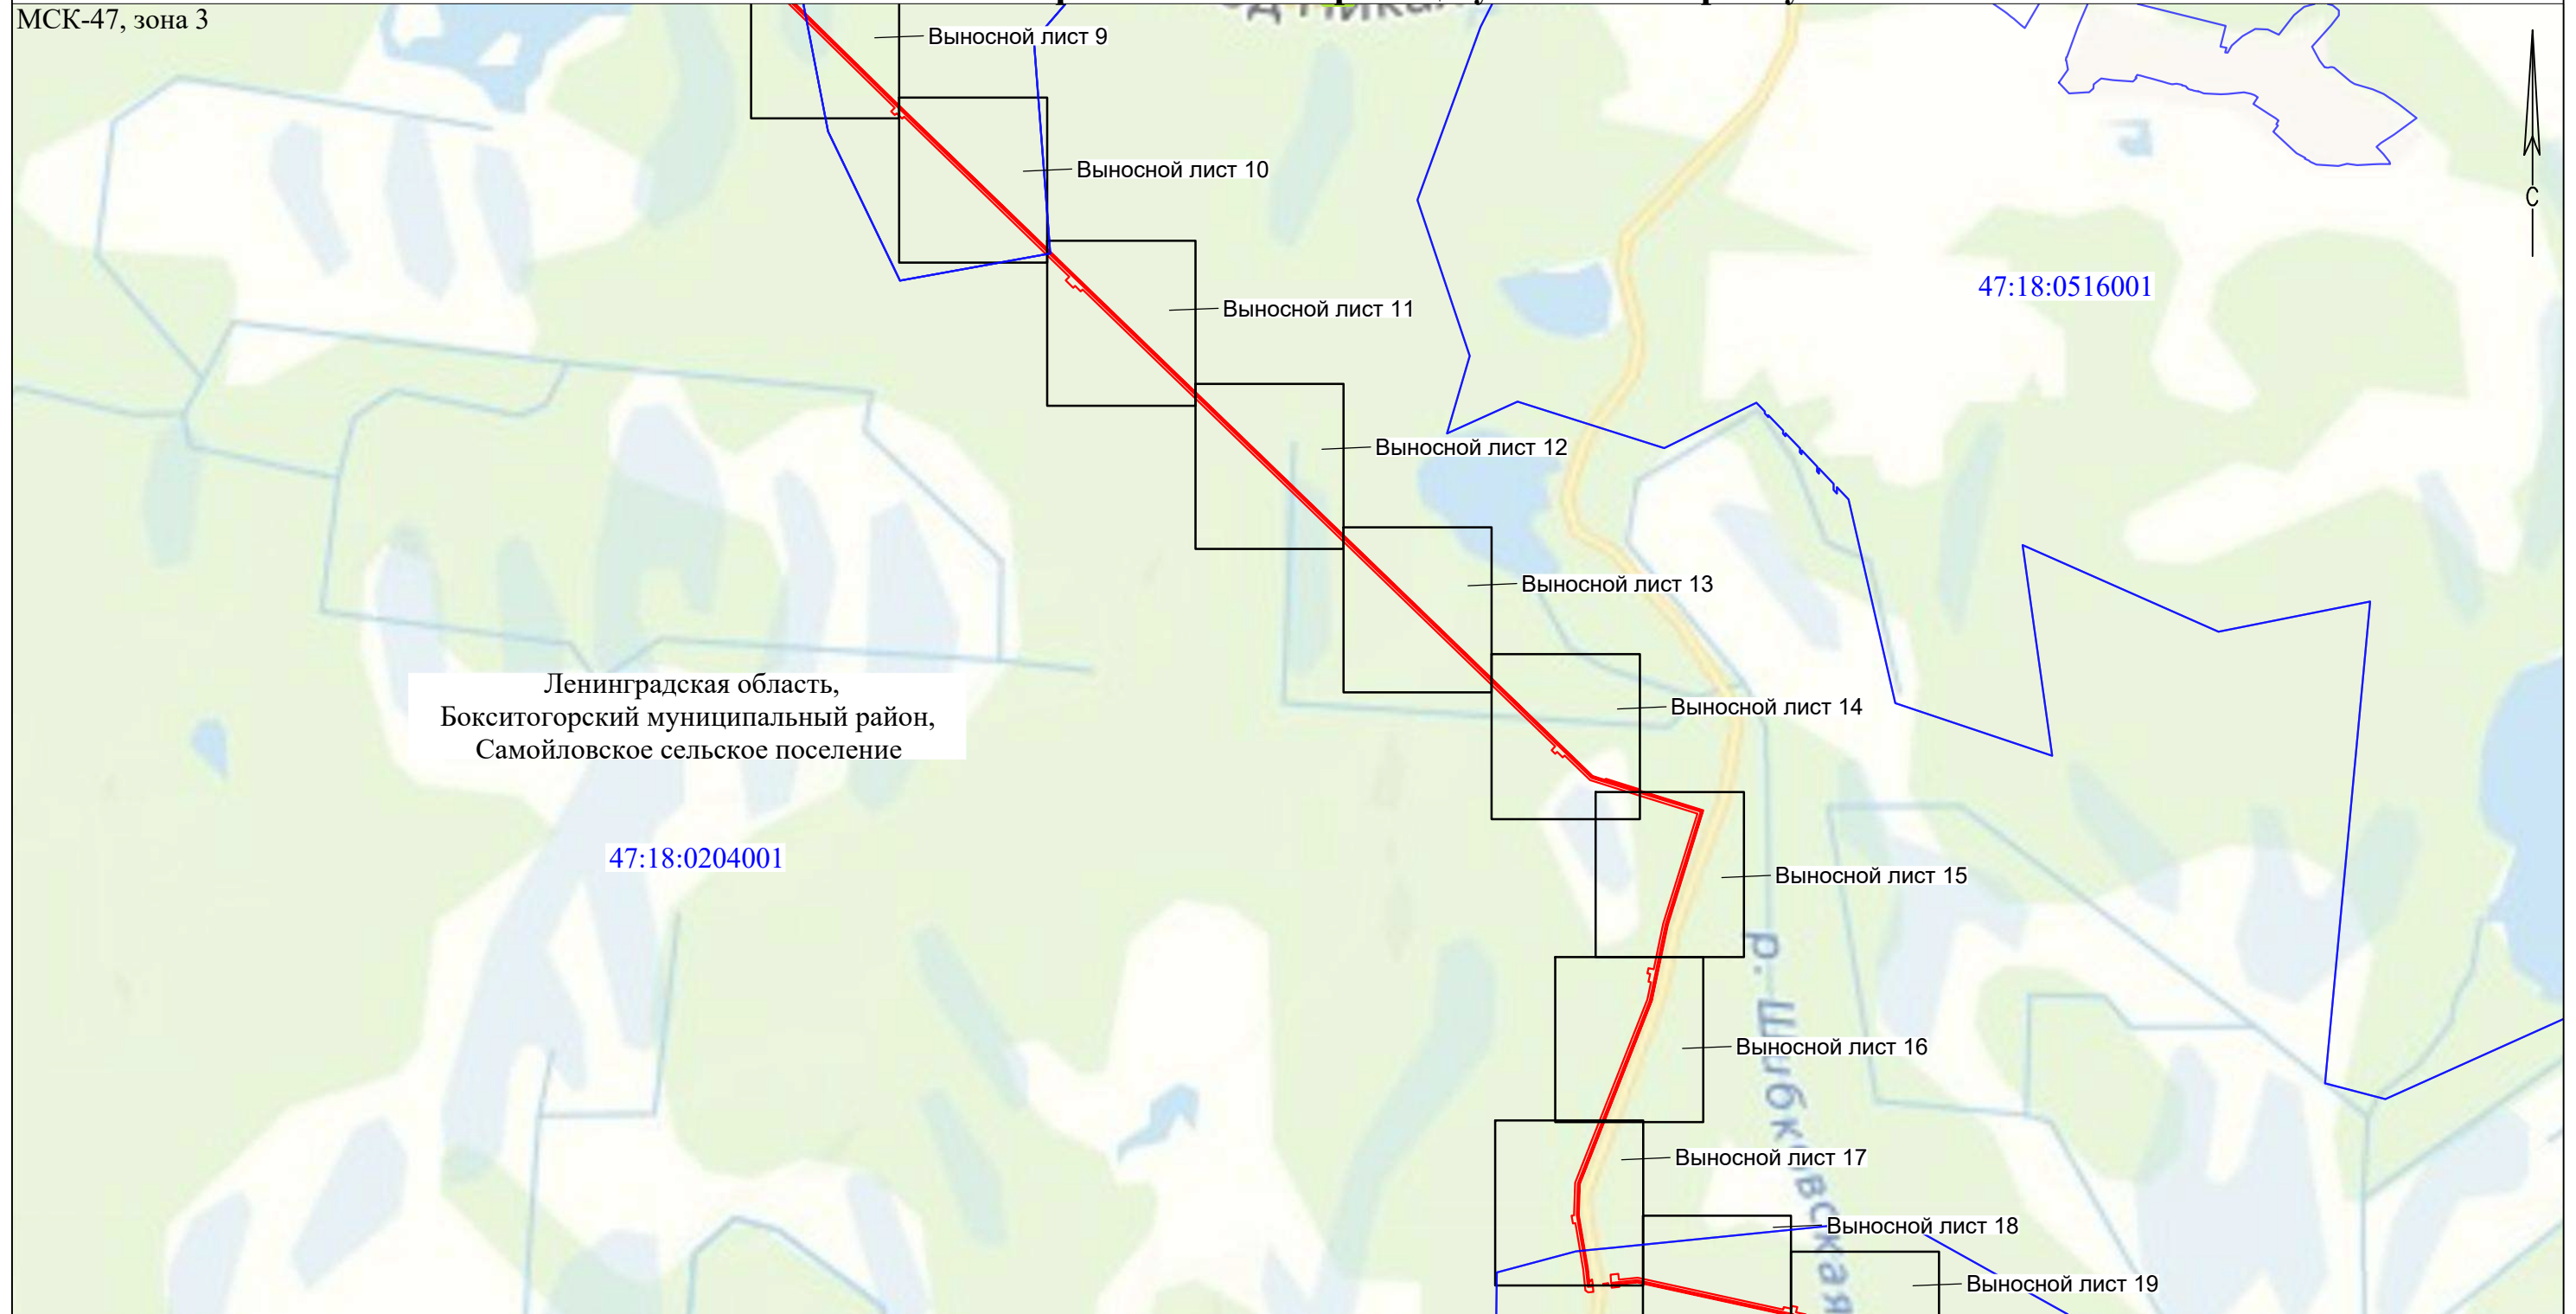 МСК-47, зона 3
Выносной лист 9
Выносной лист 10
С
47:18:0516001
Выносной лист 11
Выносной лист 12
Выносной лист 13
Ленинградская область,
Бокситогорский муниципальный район,
Самойловское сельское поселение
Выносной лист 14
47:18:0204001
Выносной лист 15
р. Шибковская
Выносной лист 16
Выносной лист 17
Выносной лист 18
Выносной лист 19